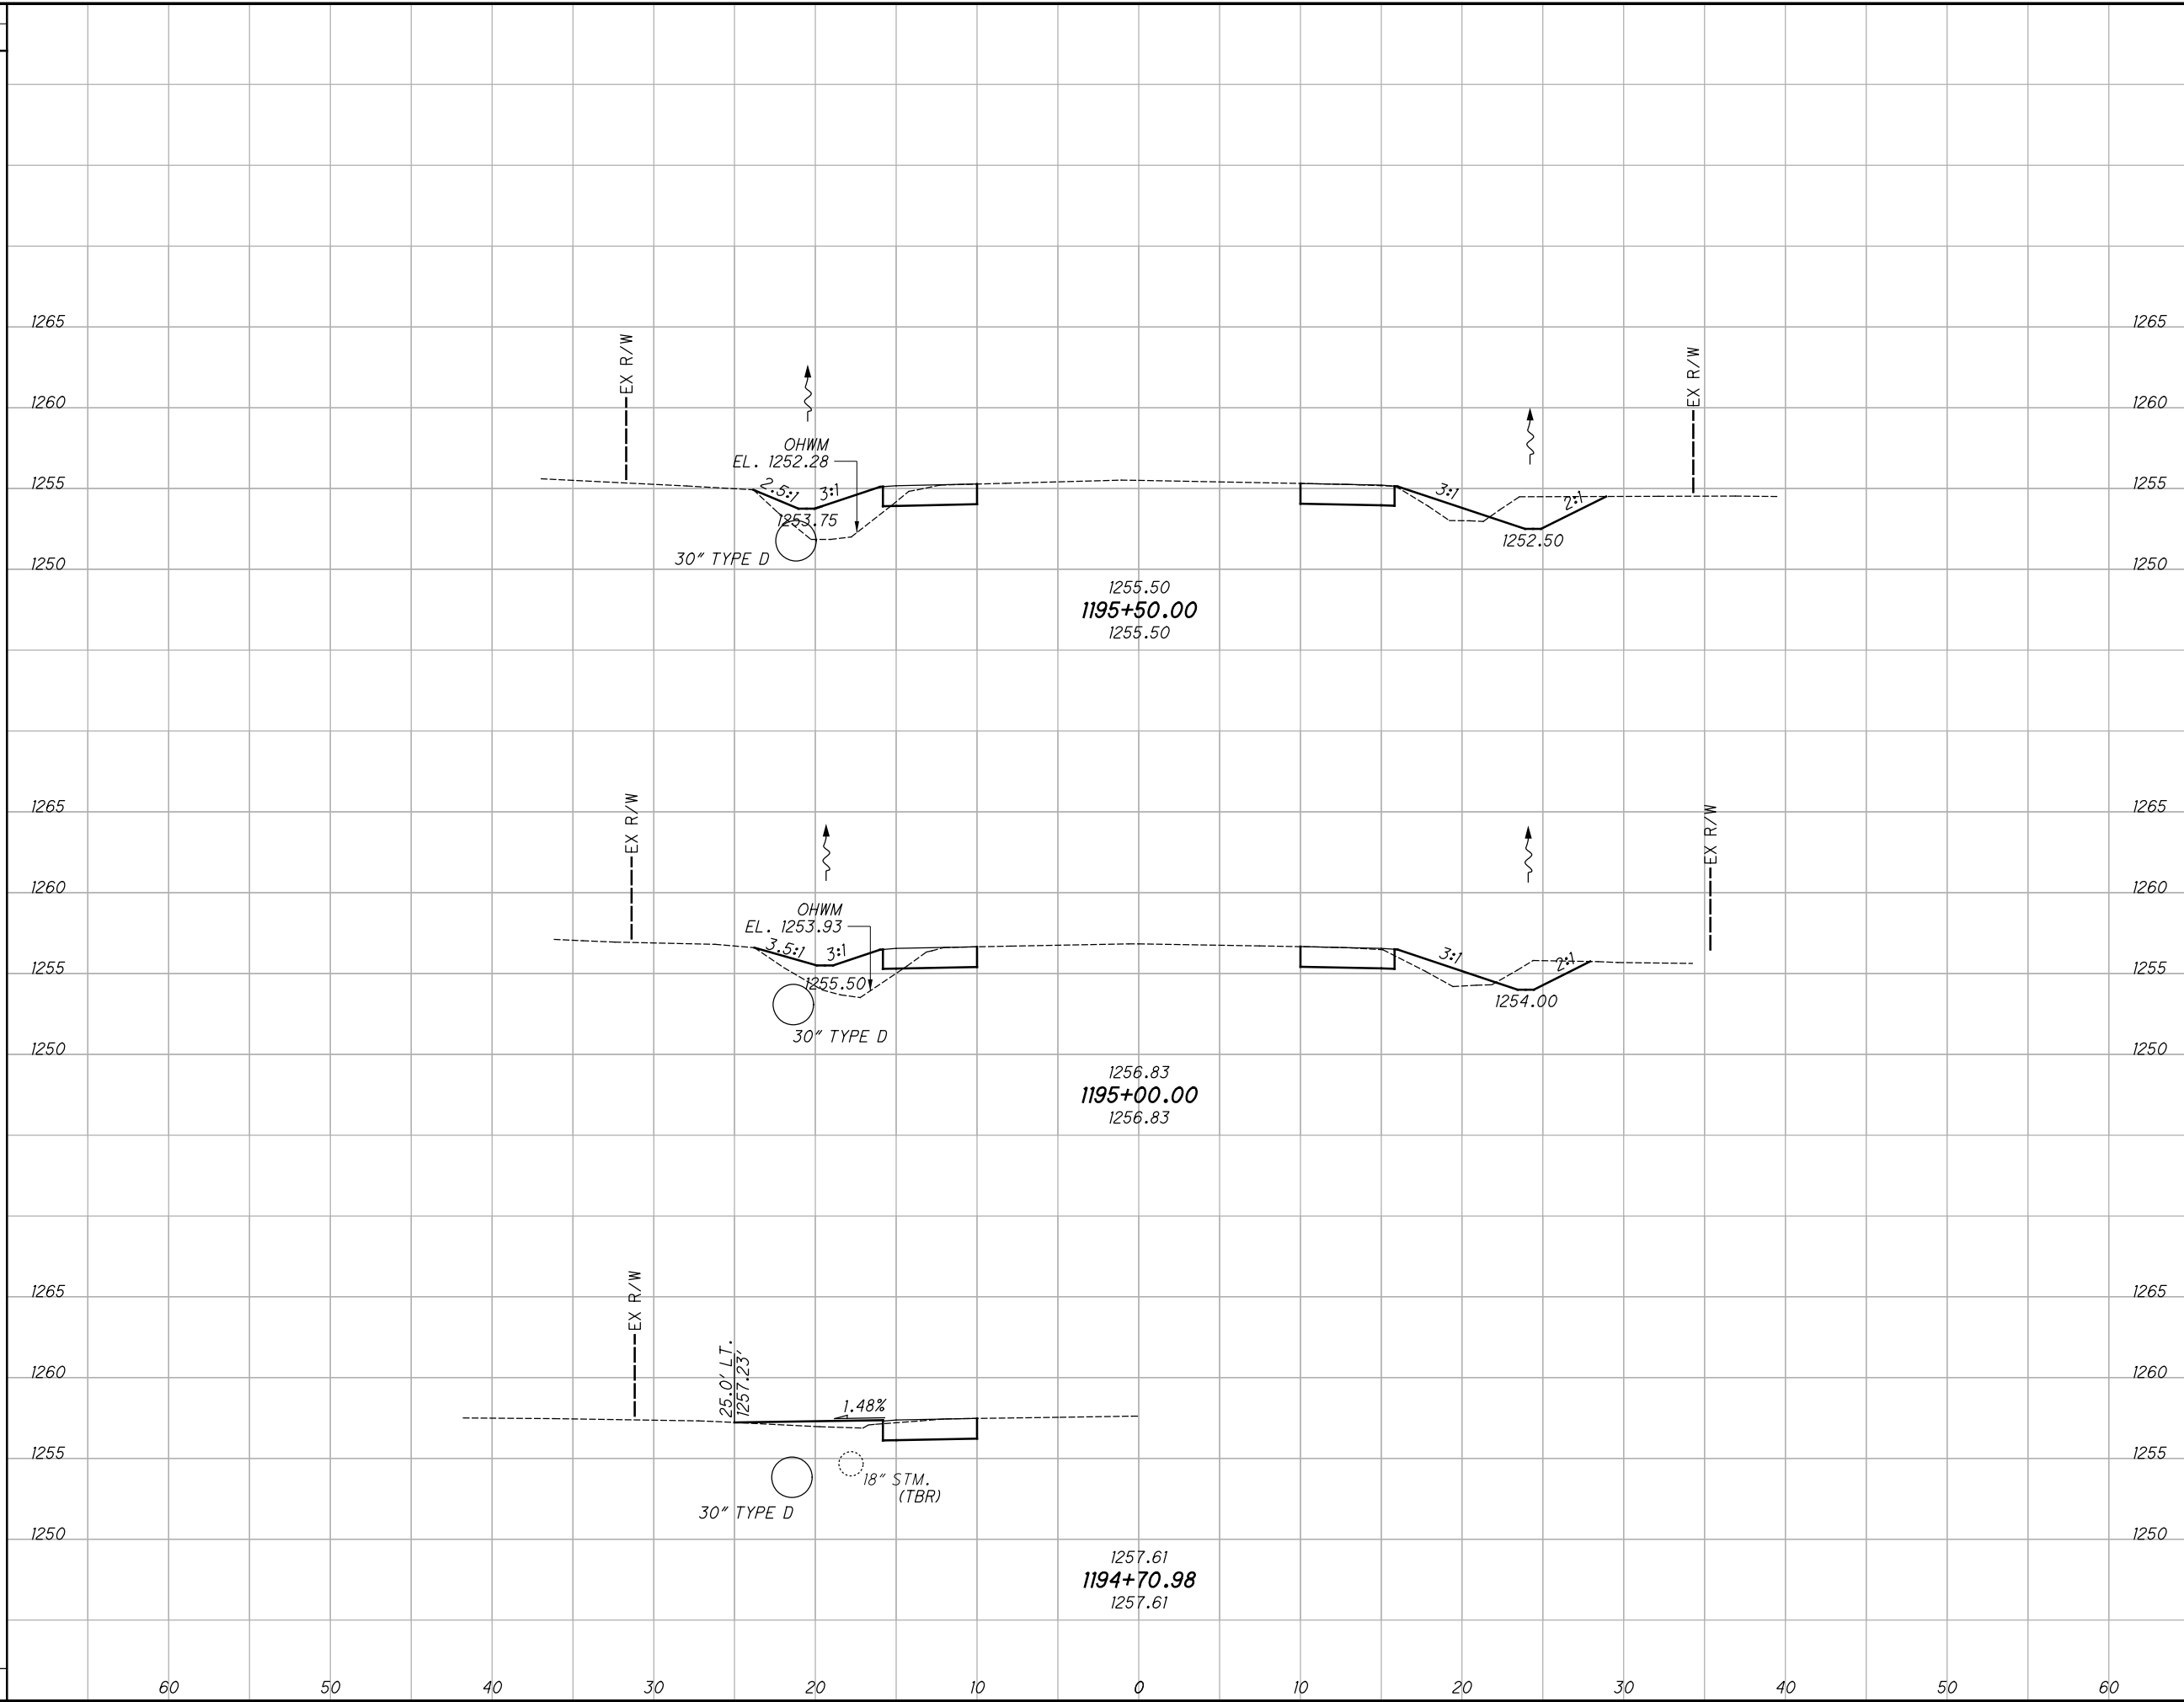 1265
1265
EX R/W
EX R/W
1260
1260
OHWM
EL. 1252.28
1255
2.5:1
3:1
3:1
2:1
1255
1253.75
1252.50
30" TYPE D
1250
1250
1255.50
1195+50.00
1255.50
1265
1265
EX R/W
EX R/W
1260
1260
OHWM
EL. 1253.93
3.5:1
3:1
3:1
2:1
1255
1255
1255.50
1254.00
30" TYPE D
1250
1250
1256.83
1195+00.00
1256.83
1265
1265
EX R/W
25.0' LT.
1257.23'
1260
1260
1.48%
1255
1255
18" STM.
(TBR)
30" TYPE D
1250
1250
1257.61
1194+70.98
1257.61
60 50 40 30 20 10 0 10 20 30 40 50 60